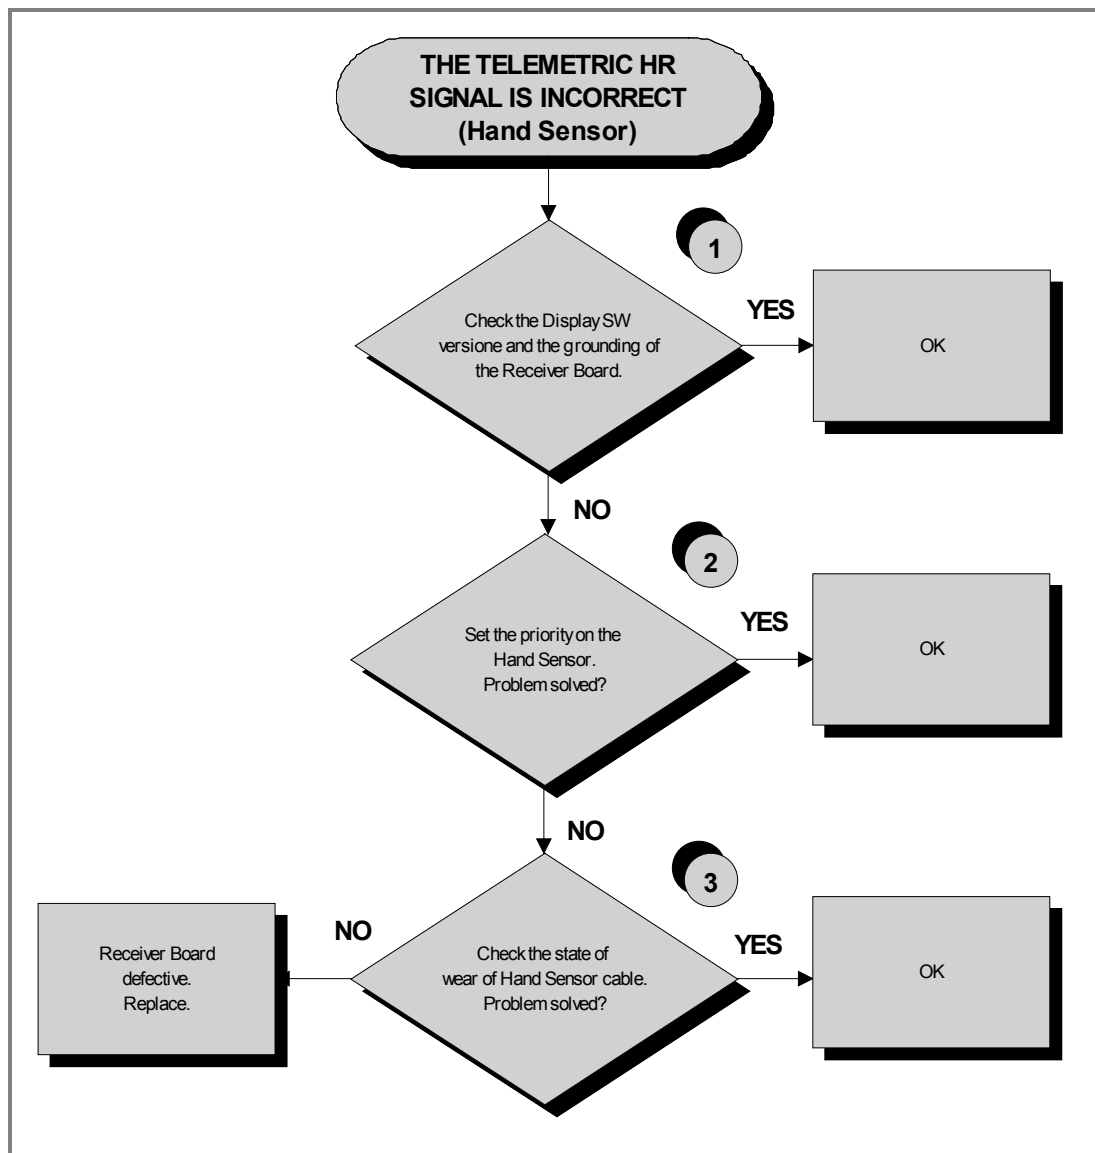 THE TELEMETRIC HR
SIGNAL IS INCORRECT
(Hand Sensor)
1
Check the Display SW
versione and the grounding of
the Receiver Board.
YES
OK
NO
2
Set the priority on the
Hand Sensor.
Problem solved?
YES
OK
NO
3
Check the state of
wear of Hand Sensor cable.
Problem solved?
YES
OK
NO
Receiver Board
defective.
Replace.